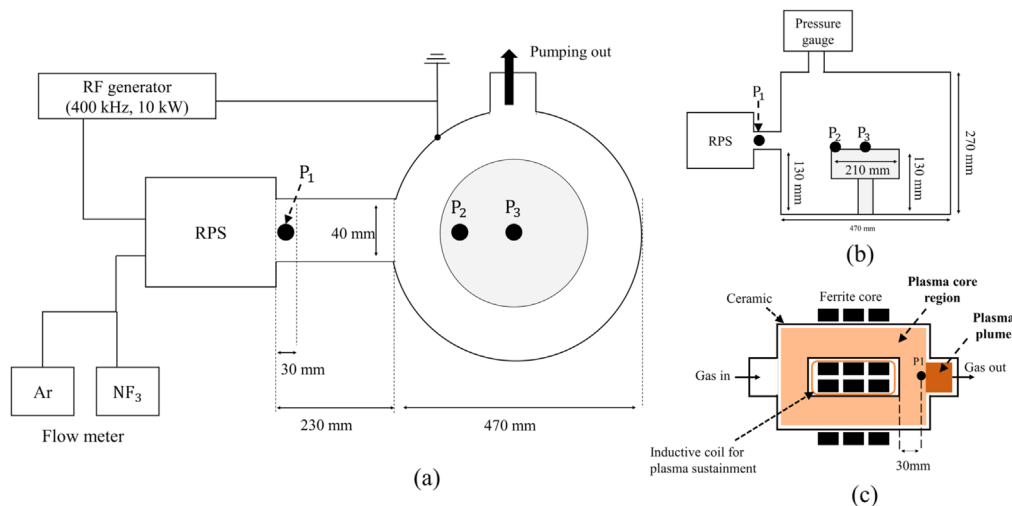 Pumping out
RF generator
(400 kHz, 10 kW)
P1
RPS
40 mm
P2
P3
30 mm
Ar
NF3
Flow meter
230 mm
470 mm
(a)
Pressure
gauge
P1
RPS
P2
P3
210 mm
130 mm
130 mm
270 mm
470 mm
(b)
Ceramic
Ferrite core
Plasma core
region
Plasma
plume
P1
Gas in
Gas out
Inductive coil for
plasma sustainment
30mm
(c)